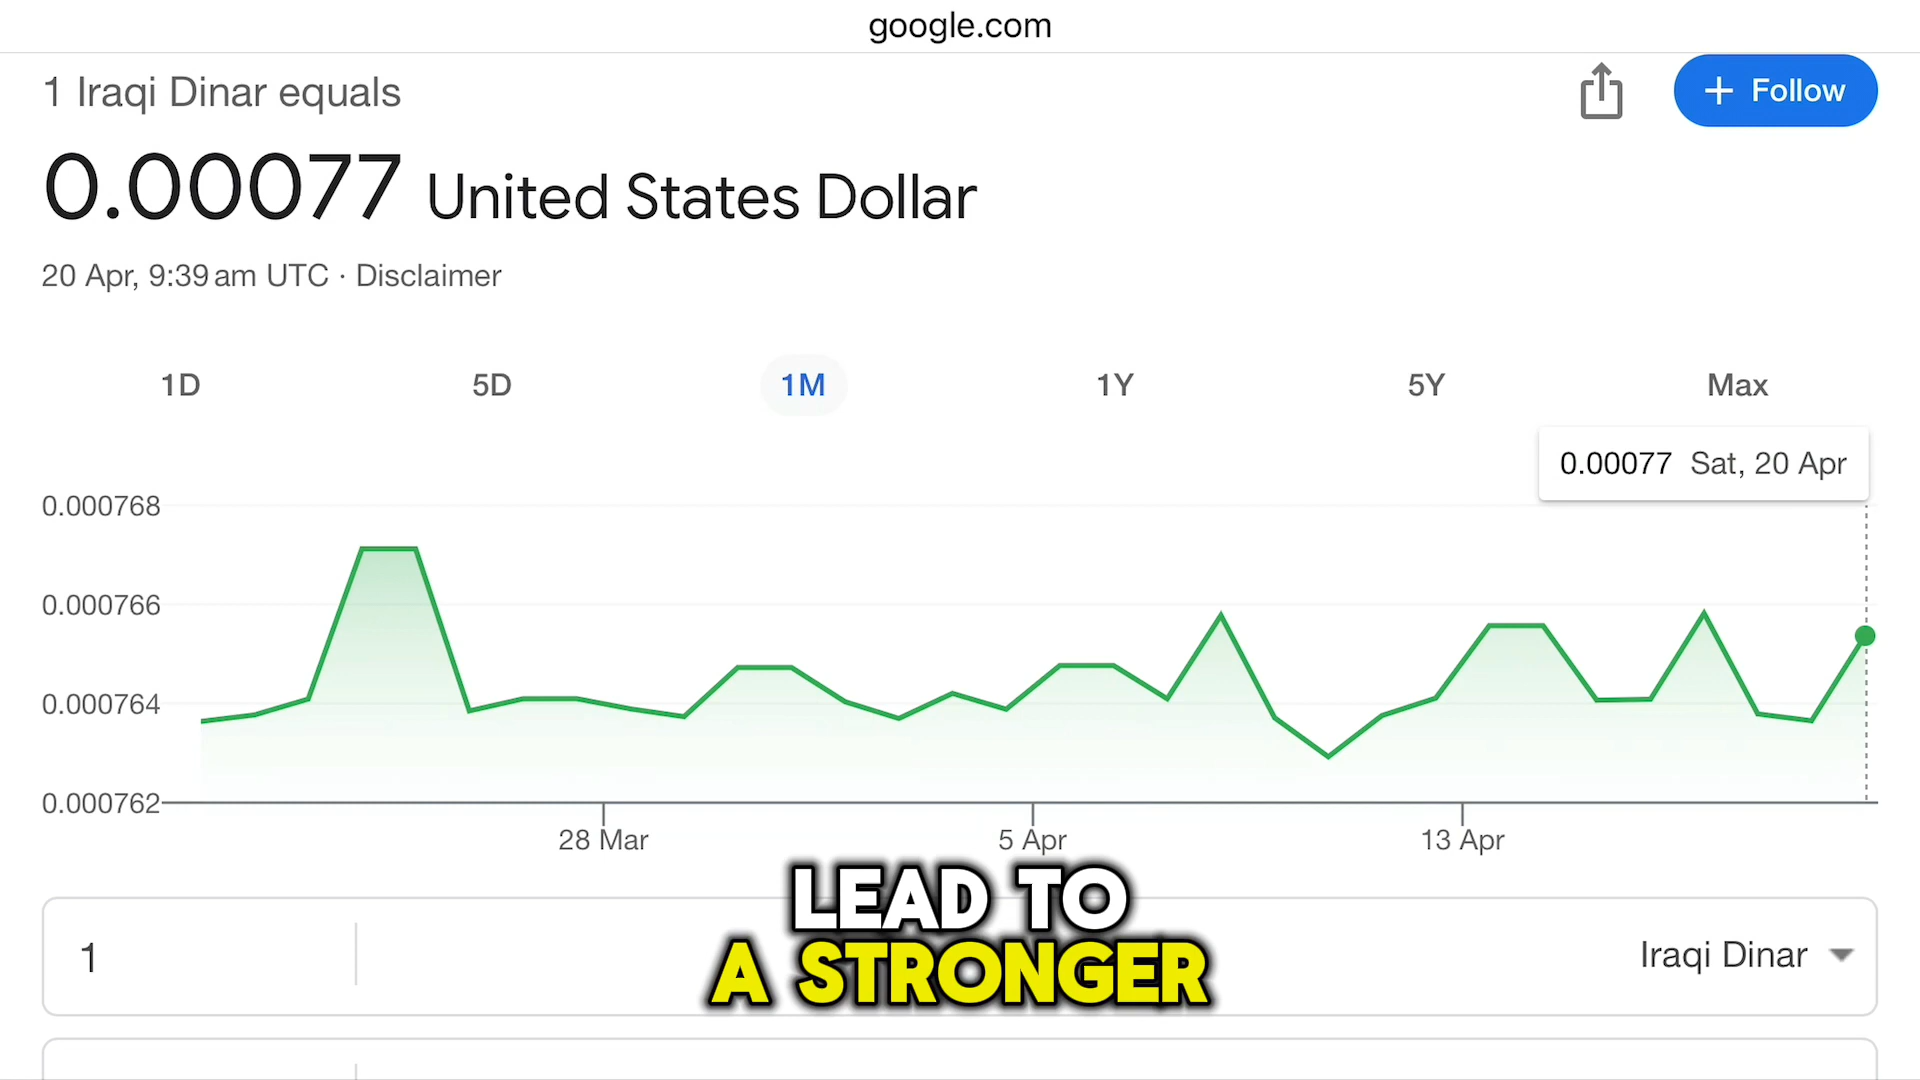 google.com
1 Iraqi Dinar equals
+ Follow
0.00077 United States Dollar
20 Apr, 9:39 am UTC · Disclaimer
1D 5D 1M 1Y 5Y Max
0.00077 Sat, 20 Apr
0.000768
0.000766
0.000764
0.000762
28 Mar 5 Apr 13 Apr
LEAD TO
A STRONGER
1 Iraqi Dinar